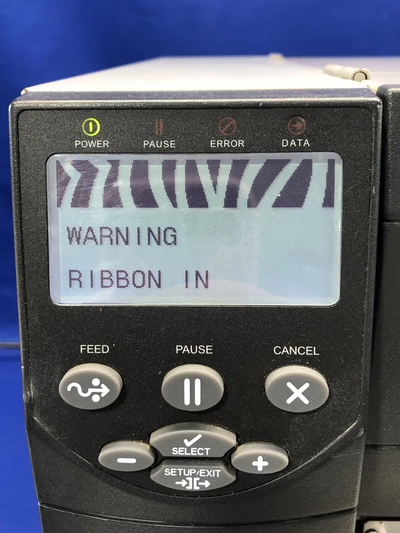 POWER PAUSE ERROR DATA
WARNING
RIBBON IN
FEED PAUSE CANCEL
SELECT
- +
SETUP/EXIT